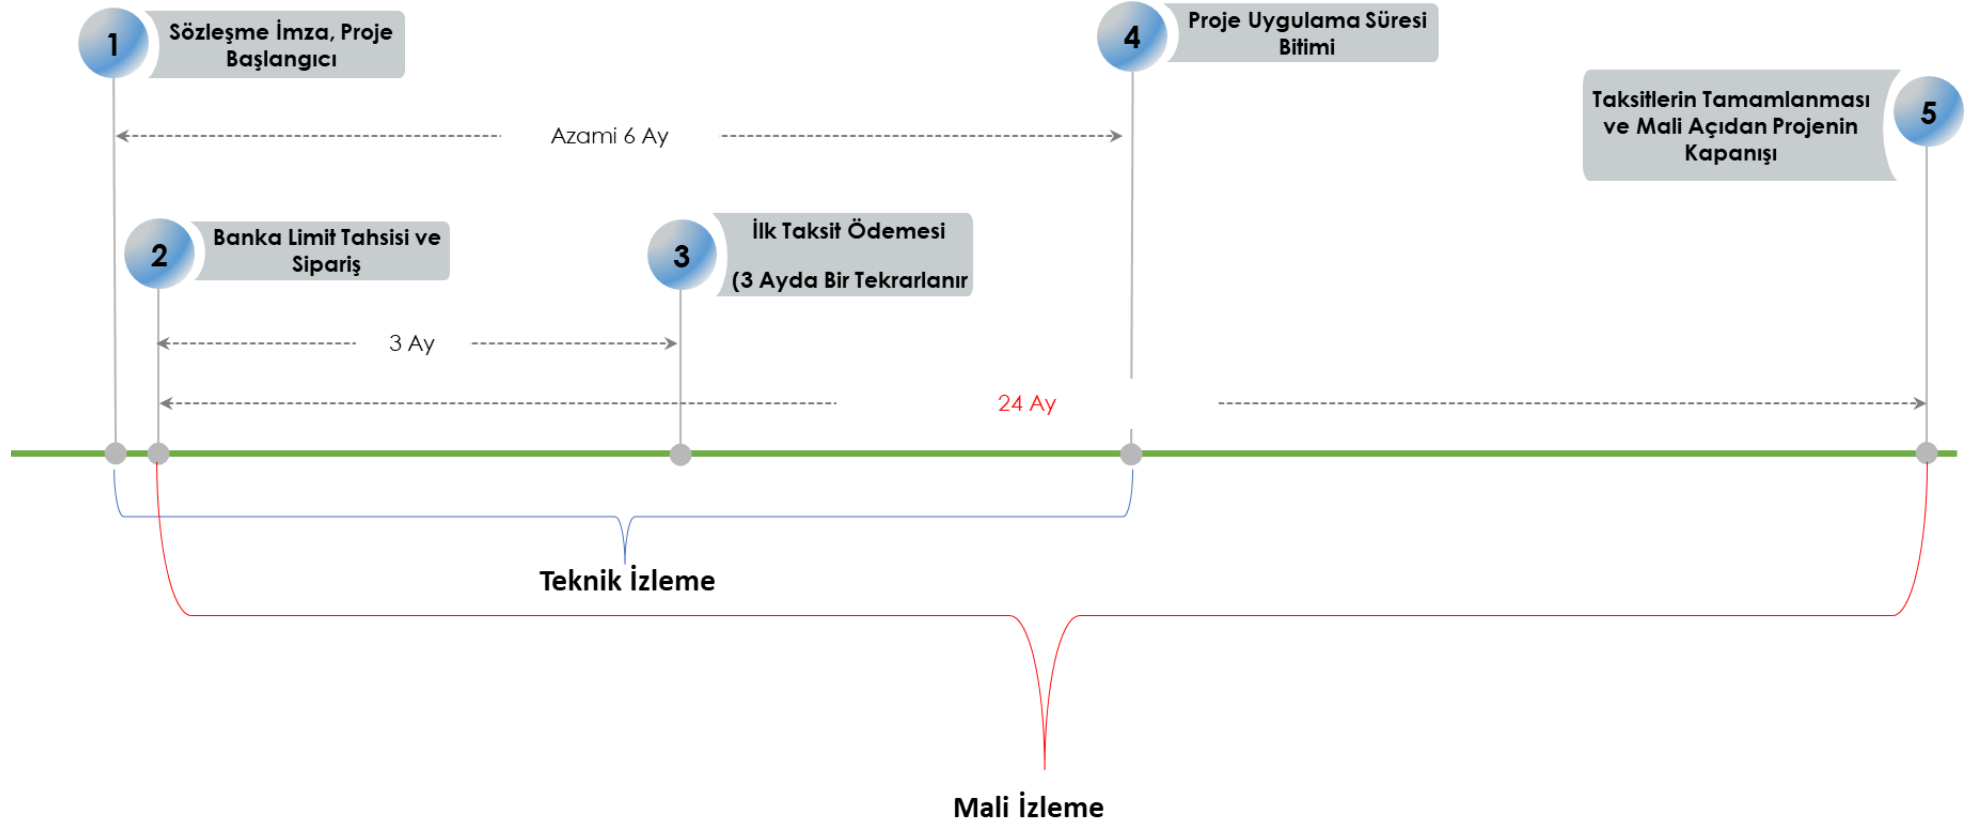 1
Sözleşme İmza, Proje
Başlangıcı
4
Proje Uygulama Süresi
Bitimi
Taksitlerin Tamamlanması
ve Mali Açıdan Projenin
Kapanışı
5
Azami 6 Ay
2
Banka Limit Tahsisi ve
Sipariş
3
İlk Taksit Ödemesi
(3 Ayda Bir Tekrarlanır
3 Ay
24 Ay
Teknik İzleme
Mali İzleme